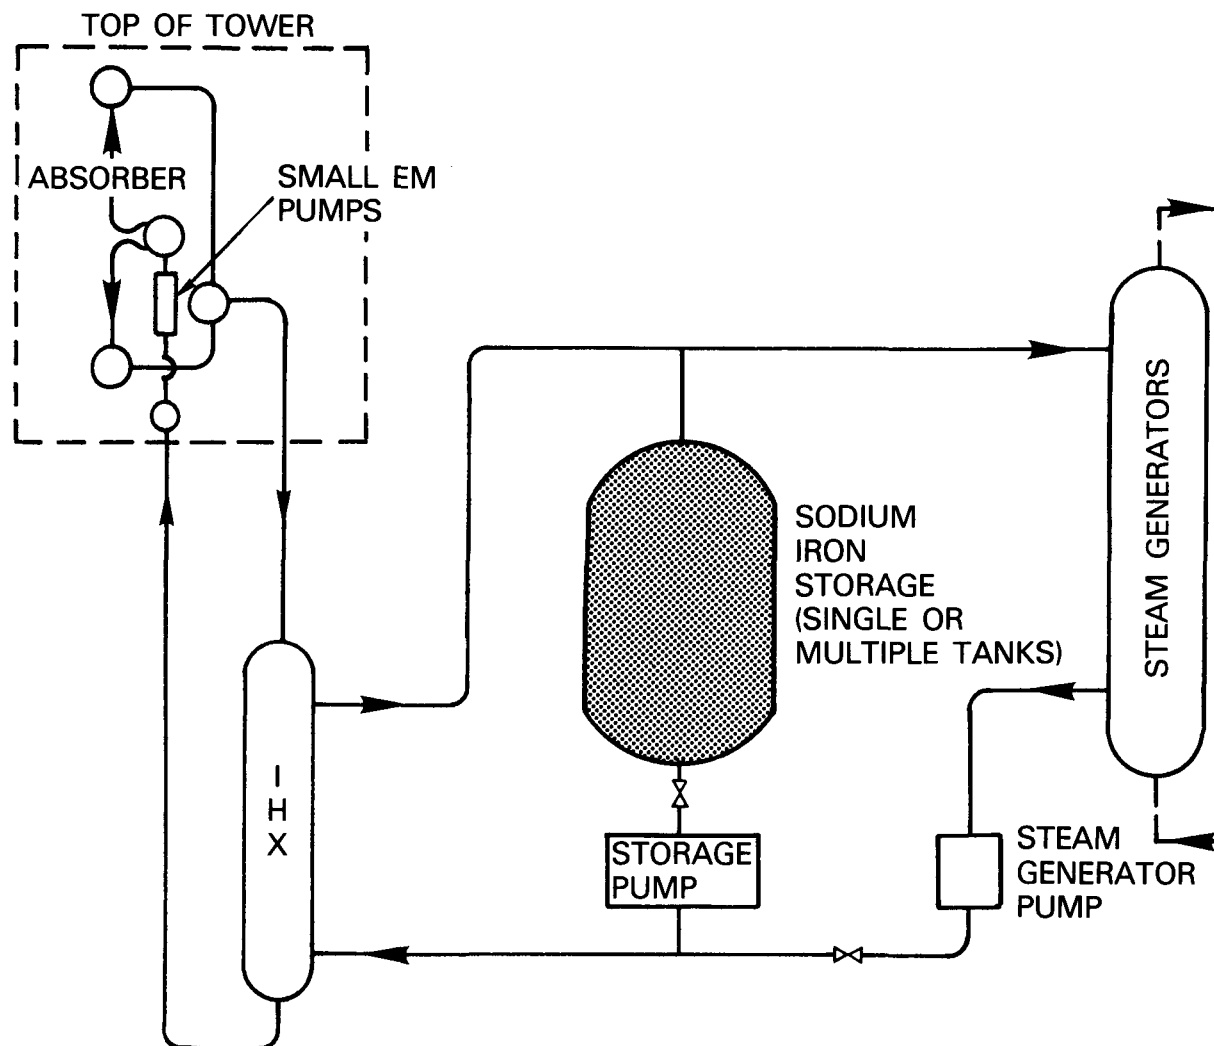 TOP OF TOWER
ABSORBER
SMALL EM
PUMPS
STEAM GENERATORS
SODIUM
IRON
STORAGE
(SINGLE OR
MULTIPLE TANKS)
I
H
X
STORAGE
PUMP
STEAM
GENERATOR
PUMP